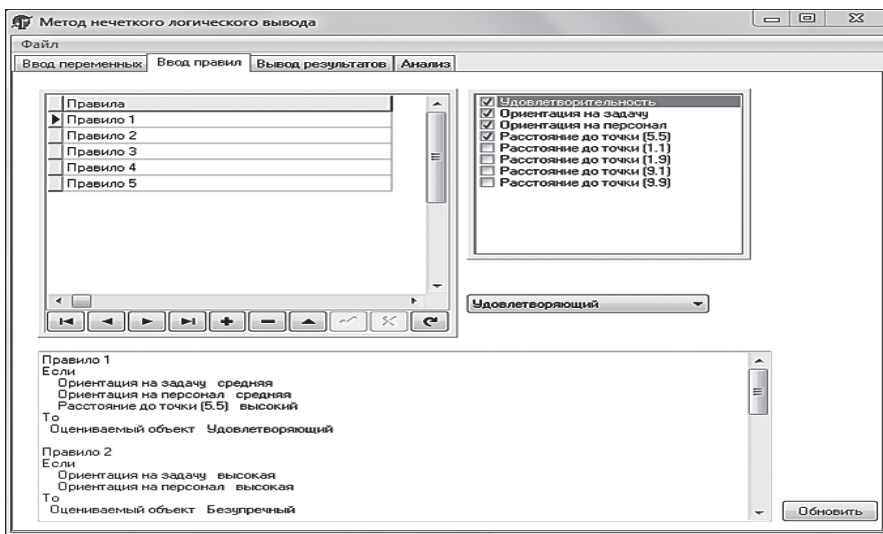 Метод нечеткого логического вывода
Файл
Ввод переменных Ввод правил Вывод результатов Анализ
Правила
Правило 1
Правило 2
Правило 3
Правило 4
Правило 5
Удовлетворительность
Ориентация на задачу
Ориентация на персонал
Расстояние до точки (5.5)
Расстояние до точки (1.1)
Расстояние до точки (1.9)
Расстояние до точки (9.1)
Расстояние до точки (9.9)
Удовлетворяющий
Правило 1
Если
Ориентация на задачу средняя
Ориентация на персонал средняя
Расстояние до точки (5.5) высокий
То
Оцениваемый объект Удовлетворяющий
Правило 2
Если
Ориентация на задачу высокая
Ориентация на персонал высокая
То
Оцениваемый объект Безупречный
Обновить